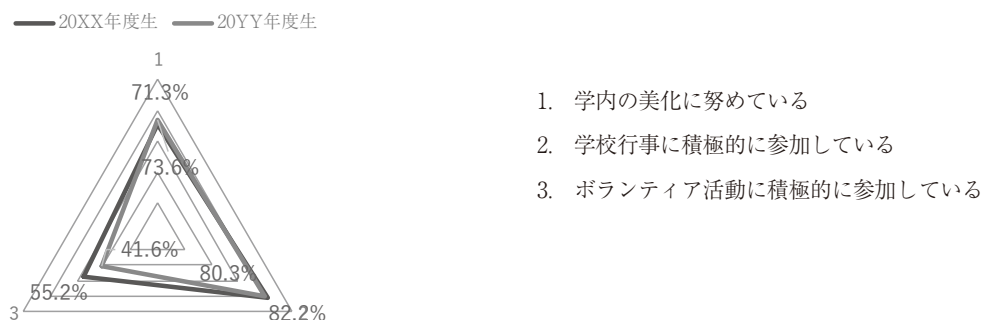 20XX年度生 20YY年度生
1
71.3%
73.6%
41.6%
80.3%
55.2%
82.2%
3
1. 学内の美化に努めている
2. 学校行事に積極的に参加している
3. ボランティア活動に積極的に参加している